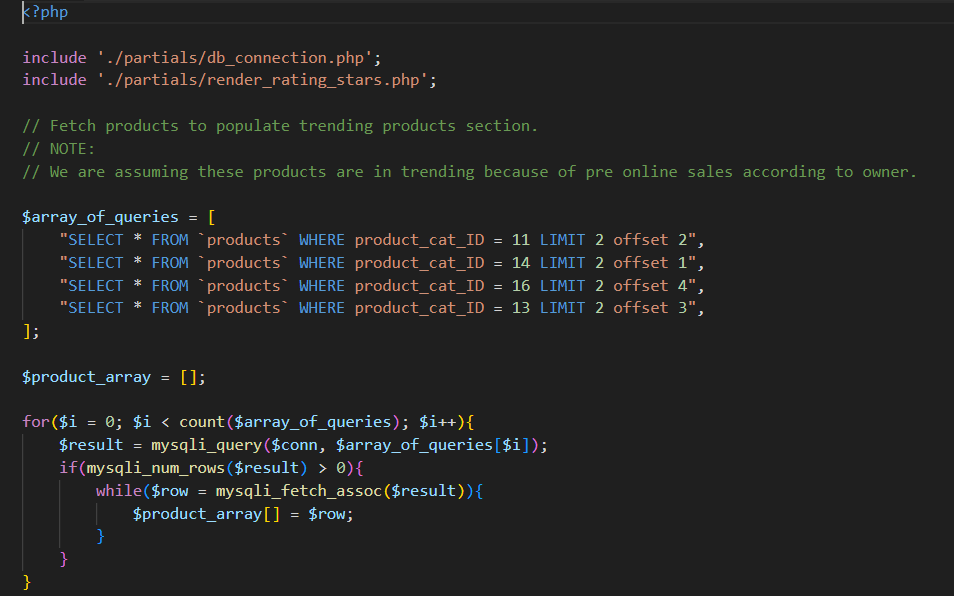 <?php
include './partials/db_connection.php';
include './partials/render_rating_stars.php';
// Fetch products to populate trending products section.
// NOTE:
// We are assuming these products are in trending because of pre online sales according to owner.
$array_of_queries = [
    "SELECT * FROM `products` WHERE product_cat_ID = 11 LIMIT 2 offset 2",
    "SELECT * FROM `products` WHERE product_cat_ID = 14 LIMIT 2 offset 1",
    "SELECT * FROM `products` WHERE product_cat_ID = 16 LIMIT 2 offset 4",
    "SELECT * FROM `products` WHERE product_cat_ID = 13 LIMIT 2 offset 3",
];
$product_array = [];
for($i = 0; $i < count($array_of_queries); $i++){
    $result = mysqli_query($conn, $array_of_queries[$i]);
    if(mysqli_num_rows($result) > 0){
        while($row = mysqli_fetch_assoc($result)){
            $product_array[] = $row;
        }
    }
}